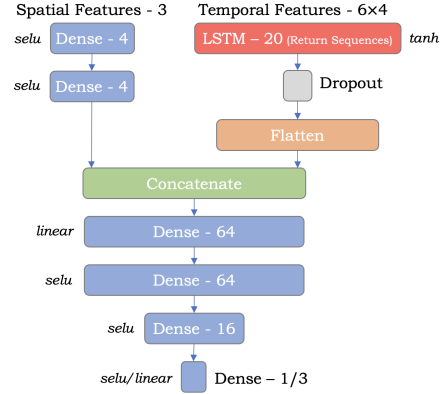 Spatial Features - 3
Temporal Features - 6×4
selu Dense - 4
LSTM – 20 (Return Sequences) tanh
selu Dense - 4
Dropout
Flatten
Concatenate
linear Dense - 64
selu Dense - 64
selu Dense - 16
selu/linear Dense – 1/3